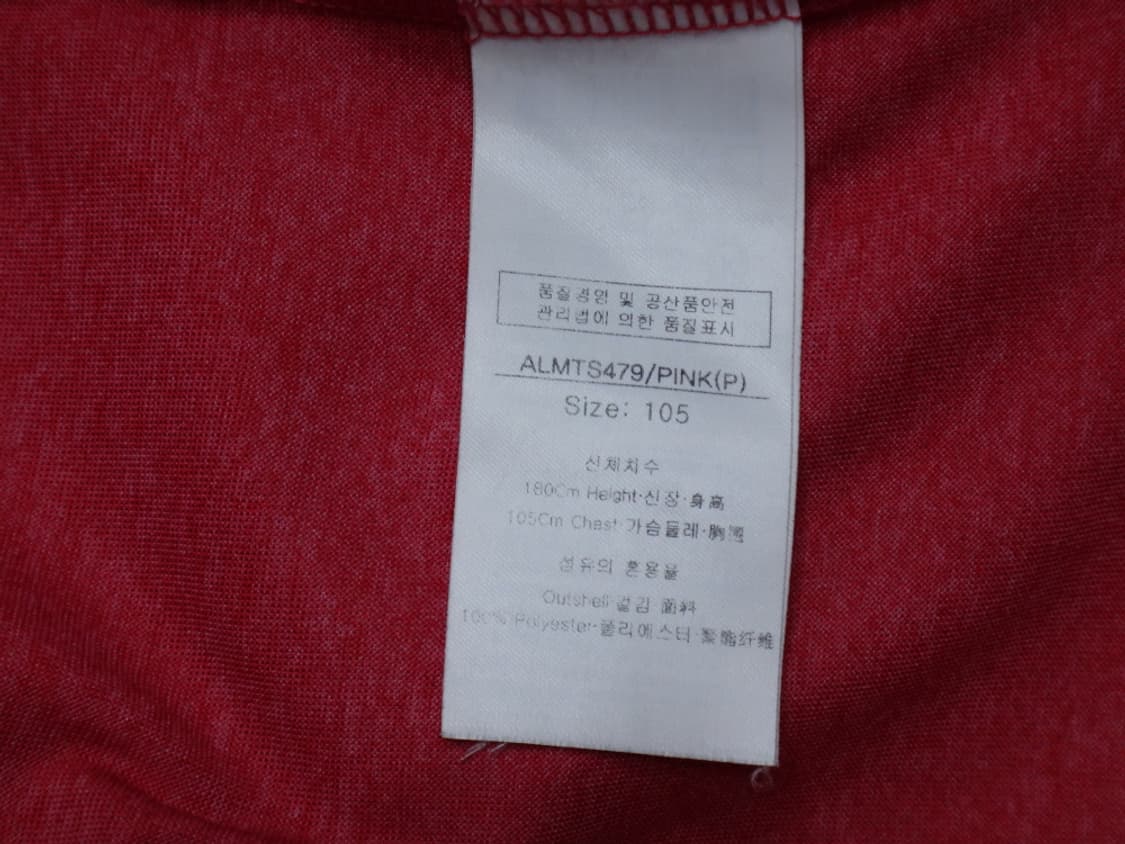 품질경영 및 공산품안전
관리법에 의한 품질표시
ALMTS479/PINK(P)
Size: 105
신체치수
180Cm Height·신장·身高
105Cm Chest·가슴둘레·胸围
섬유의 혼용율
Outshell·겉감·面料
100% Polyester·폴리에스터·聚酯纤维